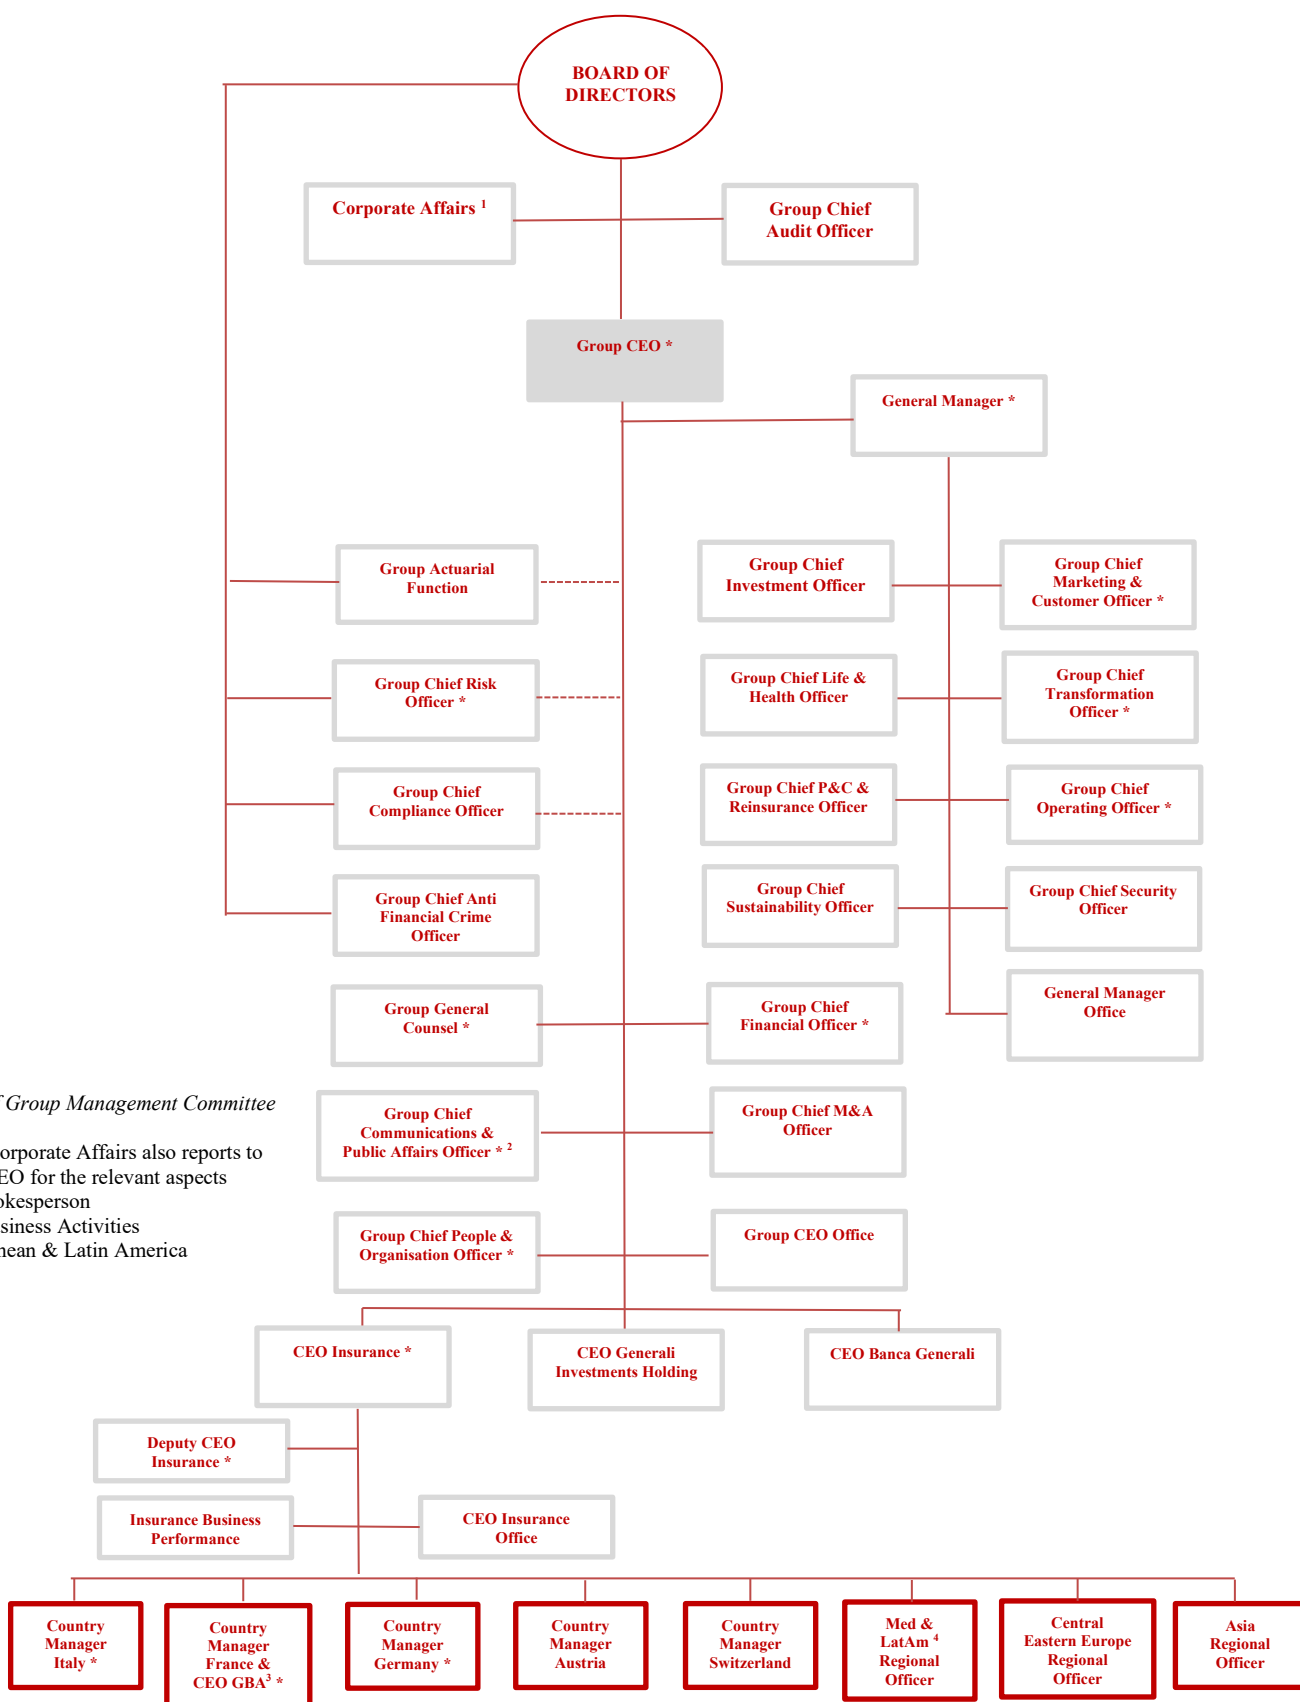 BOARD OF
DIRECTORS
Corporate Affairs ¹
Group Chief
Audit Officer
Group CEO *
General Manager *
Group Actuarial
Function
Group Chief
Investment Officer
Group Chief
Marketing &
Customer Officer *
Group Chief Risk
Officer *
Group Chief Life &
Health Officer
Group Chief
Transformation
Officer *
Group Chief
Compliance Officer
Group Chief P&C &
Reinsurance Officer
Group Chief
Operating Officer *
Group Chief Anti
Financial Crime
Officer
Group Chief
Sustainability Officer
Group Chief Security
Officer
Group General
Counsel *
Group Chief
Financial Officer *
General Manager
Office
Group Management Committee
orporate Affairs also reports to
EO for the relevant aspects
okesperson
siness Activities
nean & Latin America
Group Chief
Communications &
Public Affairs Officer * ²
Group Chief M&A
Officer
Group Chief People &
Organisation Officer *
Group CEO Office
CEO Insurance *
CEO Generali
Investments Holding
CEO Banca Generali
Deputy CEO
Insurance *
Insurance Business
Performance
CEO Insurance
Office
Country
Manager
Italy *
Country
Manager
France &
CEO GBA³ *
Country
Manager
Germany *
Country
Manager
Austria
Country
Manager
Switzerland
Med &
LatAm ⁴
Regional
Officer
Central
Eastern Europe
Regional
Officer
Asia
Regional
Officer